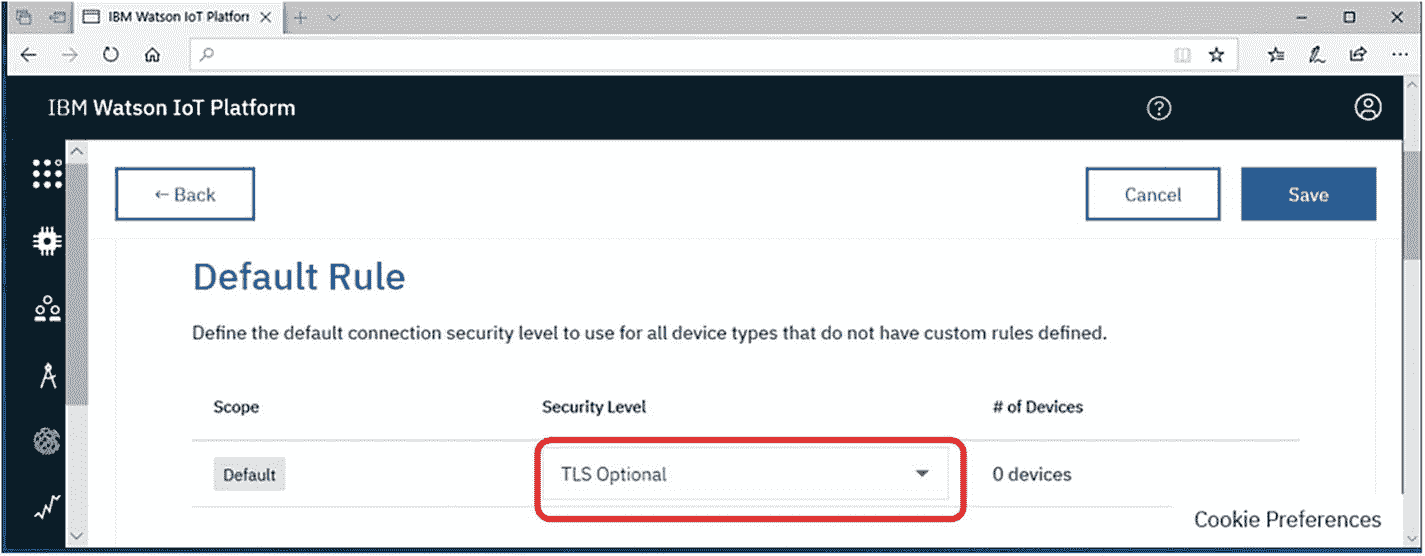 IBM Watson IoT Platforn
IBM Watson IoT Platform
← Back
Cancel
Save
Default Rule
Define the default connection security level to use for all device types that do not have custom rules defined.
Scope
Security Level
# of Devices
Default
TLS Optional
0 devices
Cookie Preferences